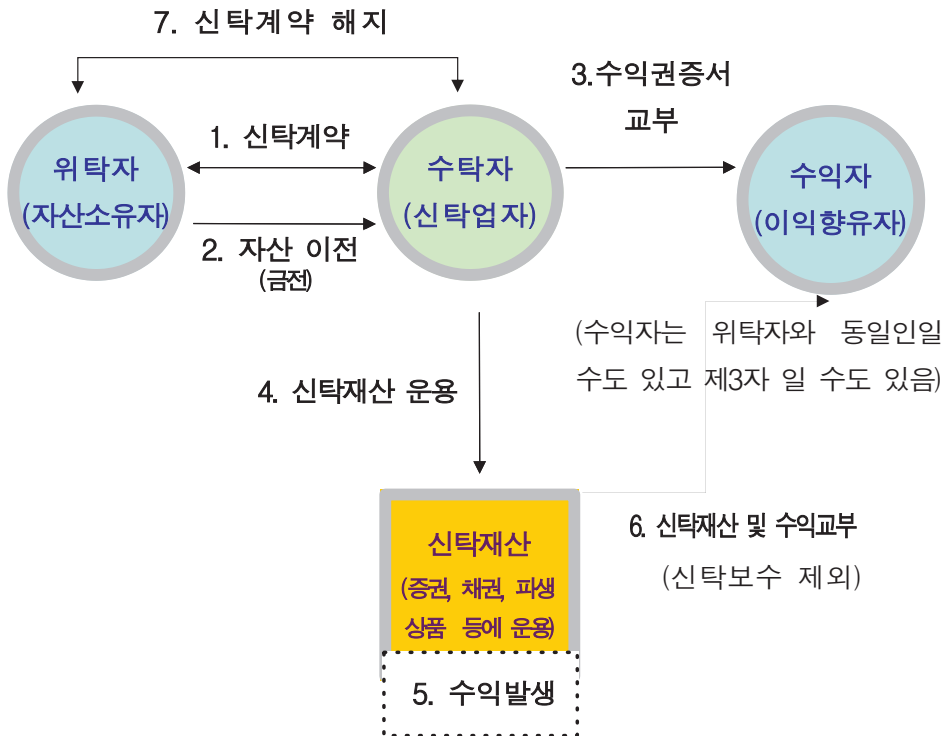 7. 신탁계약 해지
3.수익권증서
교부
1. 신탁계약
위탁자
(자산소유자)
수탁자
(신탁업자)
수익자
(이익향유자)
2. 자산 이전
(금전)
(수익자는 위탁자와 동일인일
수도 있고 제3자 일 수도 있음)
4. 신탁재산 운용
6. 신탁재산 및 수익교부
(신탁보수 제외)
신탁재산
(증권, 채권, 파생
상품 등에 운용)
5. 수익발생